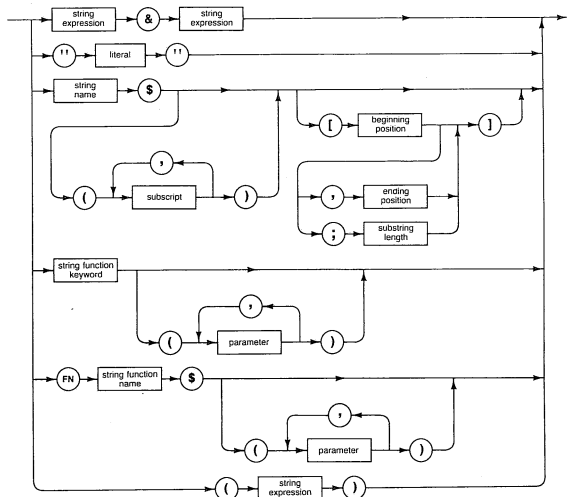 string expression & string expression
" literal "
string name $
[ beginning position ]
,
( subscript )
, ending position
; substring length
string function keyword
,
( parameter )
FN string function name $
,
( parameter )
( string expression )